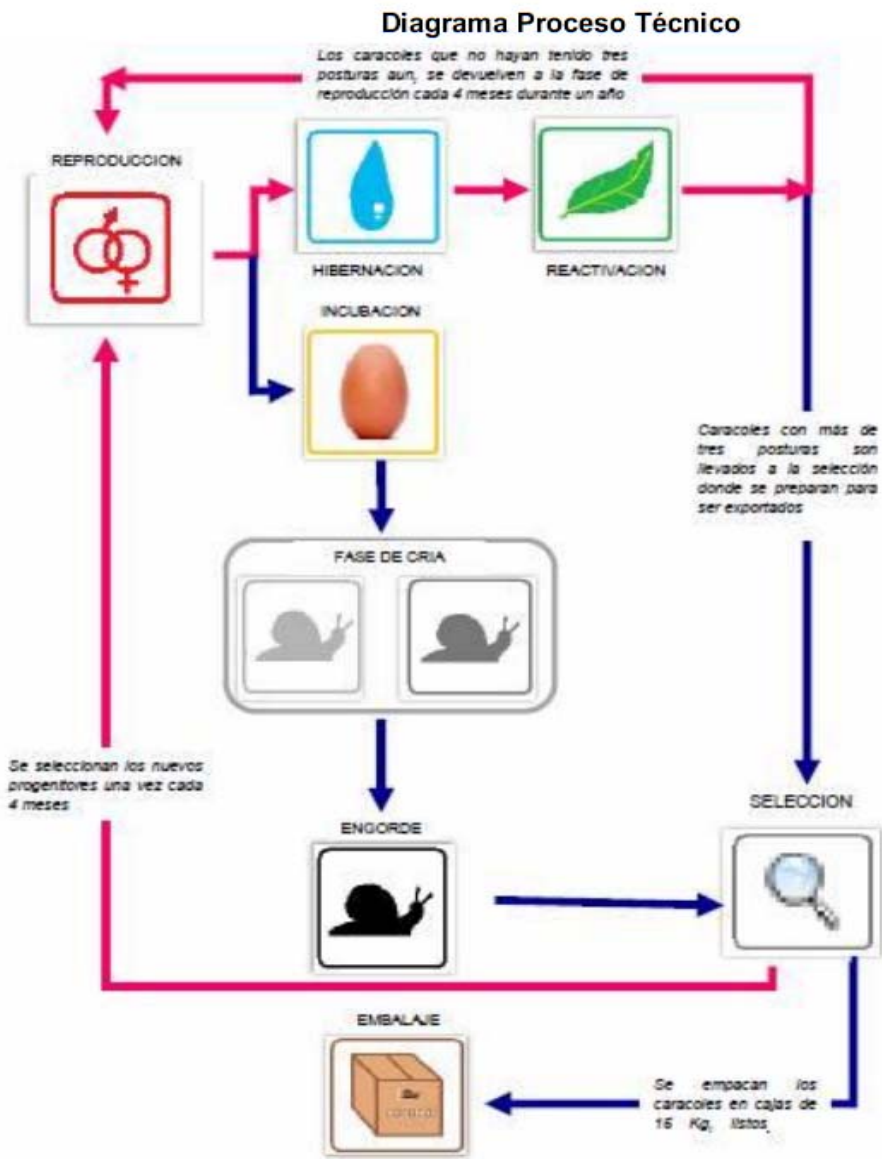 Diagrama Proceso Técnico
Los caracoles que no hayan tenido tres
posturas aun, se devuelven a la fase de
reproducción cada 4 meses durante un año
REPRODUCCION
HIBERNACION
REACTIVACION
INCUBACION
Caracoles con más de
tres posturas son
llevados a la selección
donde se preparan para
ser exportados
FASE DE CRIA
Se seleccionan los nuevos
progenitores una vez cada
4 meses
ENGORDE
SELECCION
EMBALAJE
Se empacan los
caracoles en cajas de
15 Kg, listos